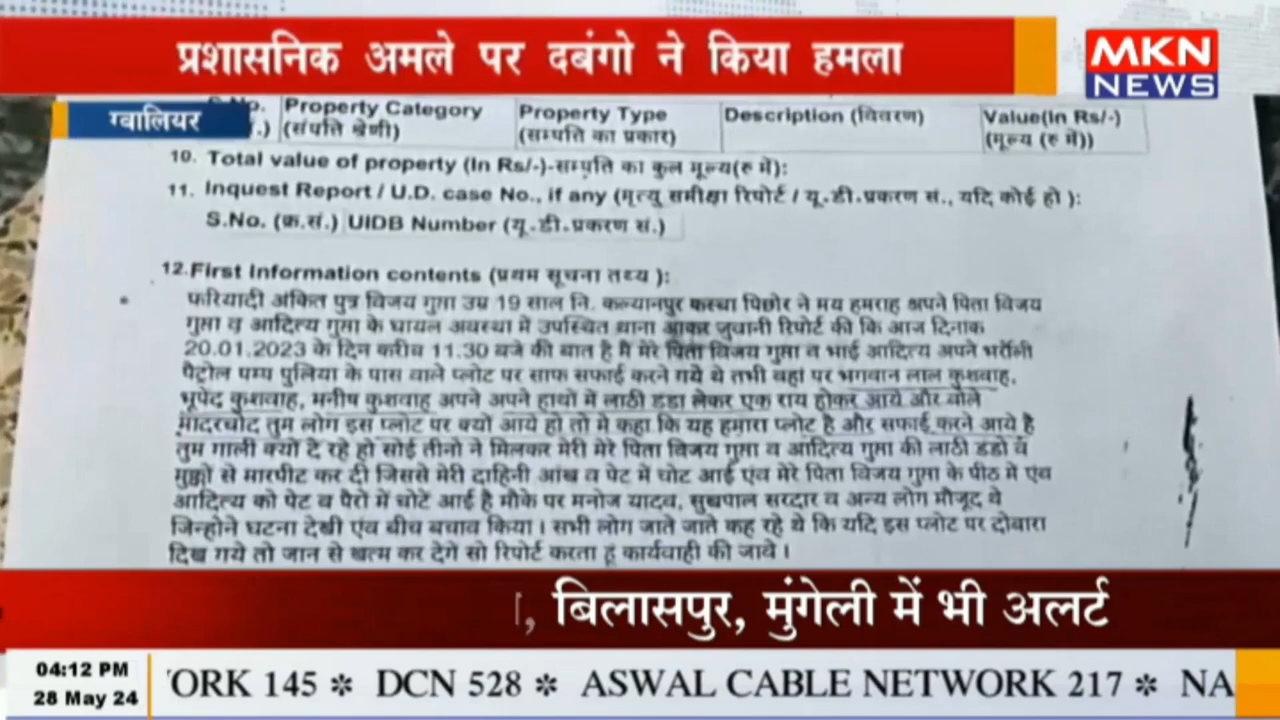 प्रशासनिक अमले पर दबंगो ने किया हमला
MKN
NEWS
ग्वालियर
Property Category
(संपति श्रेणी)
Property Type
(सम्पति का प्रकार)
Description (विवरण)
Value(In Rs/-)
(मूल्य (रु में))
10. Total value of property (In Rs/-)-सम्पति का कुल मूल्य(रु में):
11. Inquest Report / U.D. case No., if any (मृत्यु समीक्षा रिपोर्ट / यू.डी.प्रकरण सं., यदि कोई हो ):
S.No. (क्र.सं.) UIDB Number (यू.डी.प्रकरण सं.)
12. First Information contents (प्रथम सूचना तथ्य ):
फरियादी अंकित पुत्र विजय गुप्ता उम्र 19 साल नि. कल्यानपुर कस्बा पिछोर ने मय हमराह अपने पिता विजय
गुप्ता व आदित्य गुप्ता के घायल अवस्था में उपस्थित थाना आकर जुवानी रिपोर्ट की कि आज दिनांक
20.01.2023 के दिन करीब 11.30 बजे की बात है मै मेरे पिता विजय गुप्ता व भाई आदित्य अपने भरौली
पैट्रोल पम्प पुलिया के पास वाले प्लोट पर साफ सफाई करने गये थे तभी वहां पर भगवान लाल कुशवाह,
भूपेद कुशवाह, मनीष कुशवाह अपने अपने हाथों में लाठी डंडा लेकर एक राय होकर आये और बोले
मादरचोद तुम लोग इस प्लोट पर क्यों आये हो तो मे कहा कि यह हमारा प्लोट है और सफाई करने आये है
तुम गाली क्यों दे रहे हो सोई तीनो ने मिलकर मेरी मेरे पिता विजय गुप्ता व आदित्य गुप्ता की लाठी डंडो वँ
मुक्कों से मारपीट कर दी जिससे मेरी दाहिनी आंख व पेट में चोट आई एंव मेरे पिता विजय गुप्ता के पीठ में एंव
आदित्य को पेट व पैरों में चोटें आई है मौके पर मनोज यादव, सुखपाल सरदार व अन्य लोग मौजूद थे
जिन्होने घटना देखी एंव बीच बचाव किया । सभी लोग जाते जाते कह रहे थे कि यदि इस प्लोट पर दोबारा
दिख गये तो जान से खत्म कर देगें सो रिपोर्ट करता हूं कार्यवाही की जावे ।
, बिलासपुर, मुंगेली में भी अलर्ट
04:12 PM
28 May 24
ORK 145 ✻ DCN 528 ✻ ASWAL CABLE NETWORK 217 ✻ NA